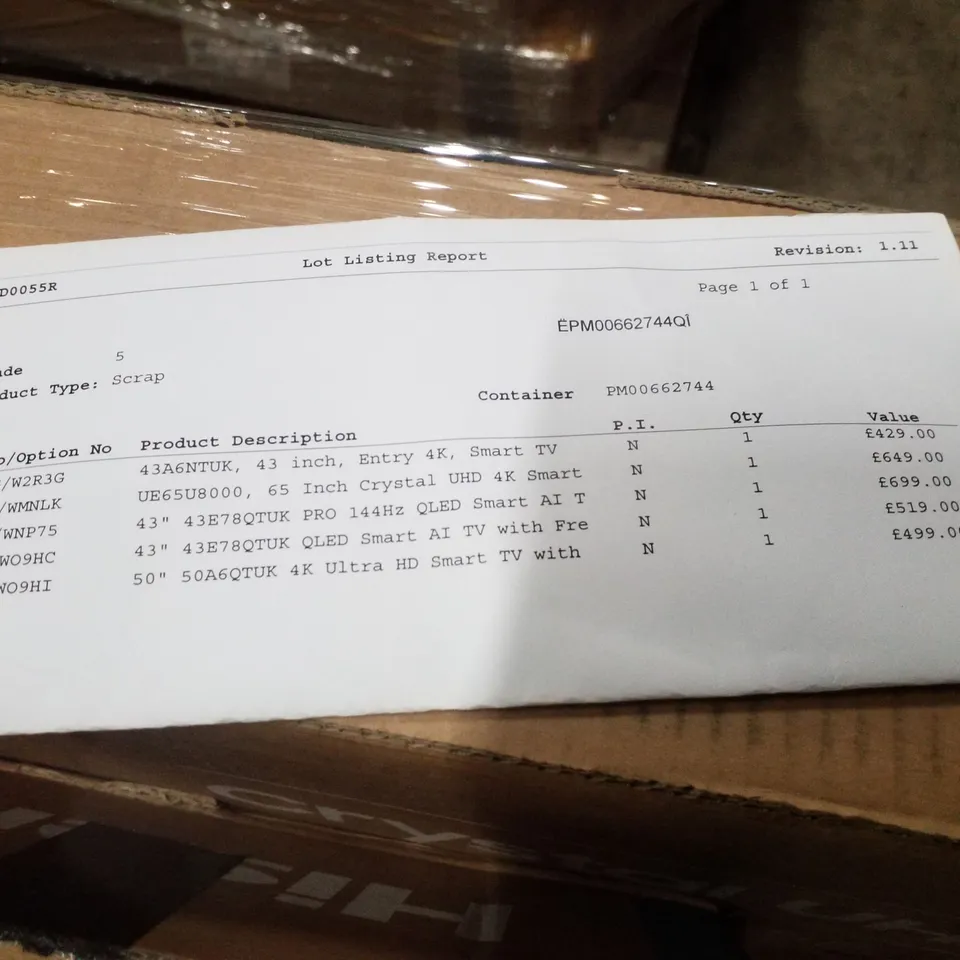 Lot Listing Report
Revision: 1.11
D0055R
Page 1 of 1
ËPM00662744QÎ
ade 5
duct Type: Scrap
Container PM00662744
o/Option No Product Description P.I. Qty Value
/W2R3G 43A6NTUK, 43 inch, Entry 4K, Smart TV N 1 £429.00
/WMNLK UE65U8000, 65 Inch Crystal UHD 4K Smart N 1 £649.00
/WNP75 43" 43E78QTUK PRO 144Hz QLED Smart AI T N 1 £699.00
WO9HC 43" 43E78QTUK QLED Smart AI TV with Fre N 1 £519.00
WO9HI 50" 50A6QTUK 4K Ultra HD Smart TV with N 1 £499.00
Crystal UHD